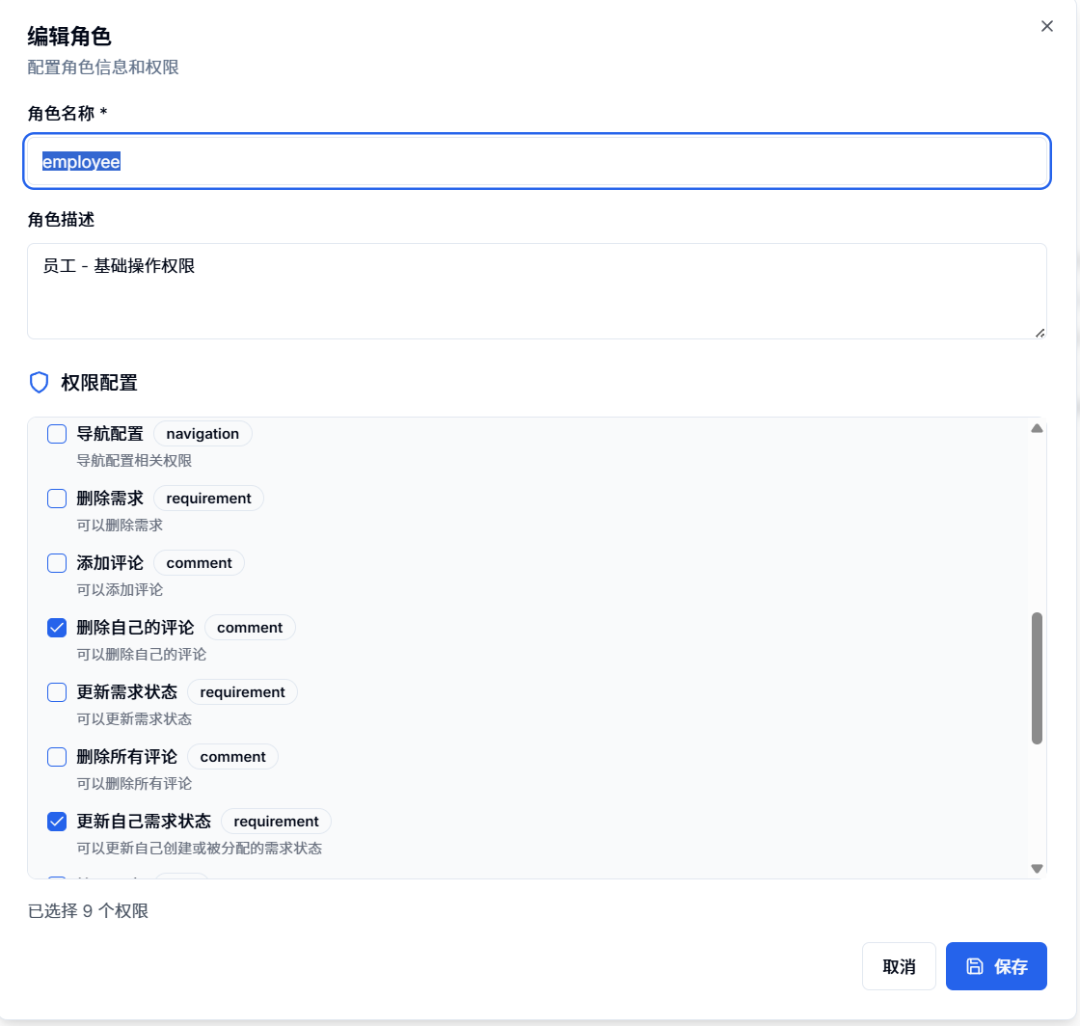 编辑角色
配置角色信息和权限
角色名称 *
employee
角色描述
员工 - 基础操作权限
权限配置
导航配置 navigation
导航配置相关权限
删除需求 requirement
可以删除需求
添加评论 comment
可以添加评论
删除自己的评论 comment
可以删除自己的评论
更新需求状态 requirement
可以更新需求状态
删除所有评论 comment
可以删除所有评论
更新自己需求状态 requirement
可以更新自己创建或被分配的需求状态
已选择 9 个权限
取消 保存